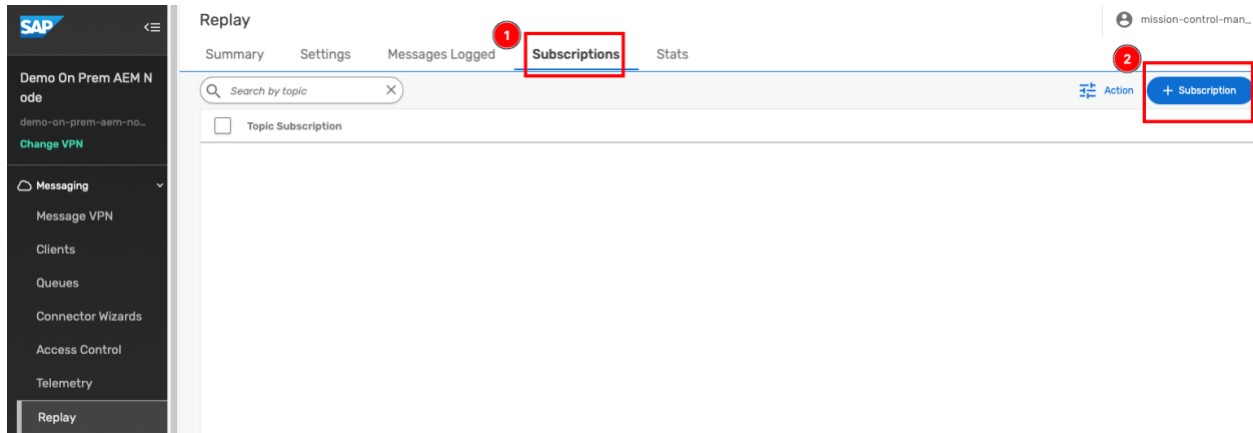 SAP
Demo On Prem AEM N
ode
demo-on-prem-aem-no…
Change VPN
Messaging
Message VPN
Clients
Queues
Connector Wizards
Access Control
Telemetry
Replay
Replay
mission-control-man…
1
Summary Settings Messages Logged Subscriptions Stats
2
Search by topic
Action
+ Subscription
Topic Subscription